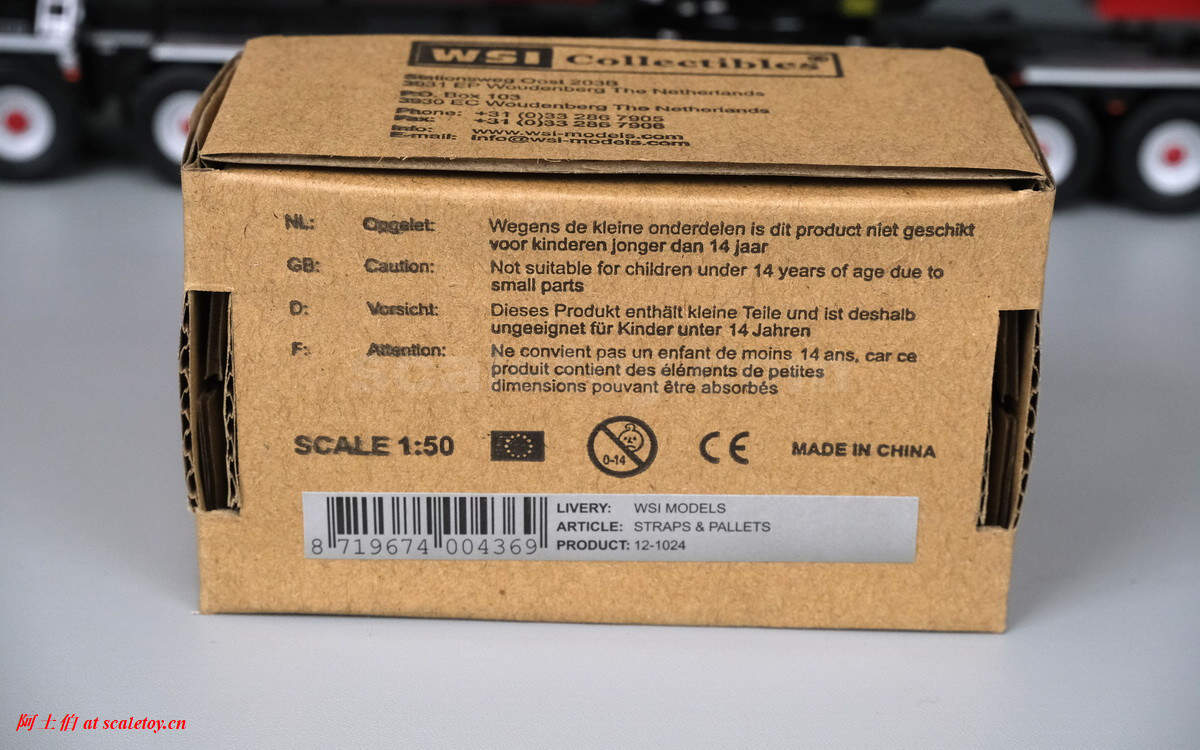 WSI Collectibles®
Stationsweg Oost 203B
3931 EP Woudenberg The Netherlands
P.O. Box 103
3930 EC Woudenberg The Netherlands
Phone: +31 (0)33 286 7905
Fax: +31 (0)33 286 7906
Info: www.wsi-models.com
E-mail: info@wsi-models.com
NL: Opgelet: Wegens de kleine onderdelen is dit product niet geschikt
voor kinderen jonger dan 14 jaar
GB: Caution: Not suitable for children under 14 years of age due to
small parts
D: Vorsicht: Dieses Produkt enthält kleine Teile und ist deshalb
ungeeignet für Kinder unter 14 Jahren
F: Attention: Ne convient pas un enfant de moins 14 ans, car ce
produit contient des éléments de petites
dimensions pouvant être absorbés
SCALE 1:50 0-14 CE MADE IN CHINA
LIVERY: WSI MODELS
ARTICLE: STRAPS & PALLETS
PRODUCT: 12-1024
8 719674 004369
阿土伯 at scaletoy.cn